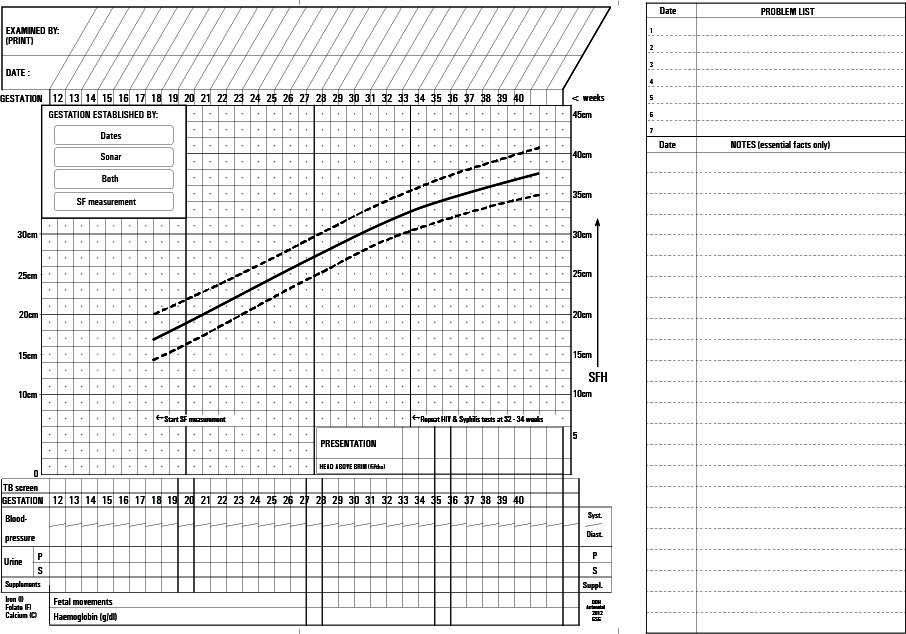 EXAMINED BY:
(PRINT)
DATE :
GESTATION 12 13 14 15 16 17 18 19 20 21 22 23 24 25 26 27 28 29 30 31 32 33 34 35 36 37 38 39 40 < weeks
GESTATION ESTABLISHED BY:
Dates
Sonar
Both
SF measurement
45cm
40cm
35cm
30cm 30cm
25cm 25cm
20cm 20cm
15cm 15cm
SFH
10cm 10cm
←Start SF measurement
←Repeat HIT & Syphilis tests at 32 - 34 weeks
5
PRESENTATION
HEAD ABOVE BRIM (Fifths)
0
TB screen
GESTATION 12 13 14 15 16 17 18 19 20 21 22 23 24 25 26 27 28 29 30 31 32 33 34 35 36 37 38 39 40
Blood-
pressure
Syst.
Diast.
Urine P P
S S
Supplements Suppl.
Iron (I)
Folate (F)
Calcium (C)
Fetal movements
Haemoglobin (g/dl)
Antenatal
2012
Date PROBLEM LIST
1
2
3
4
5
6
7
Date NOTES (essential facts only)